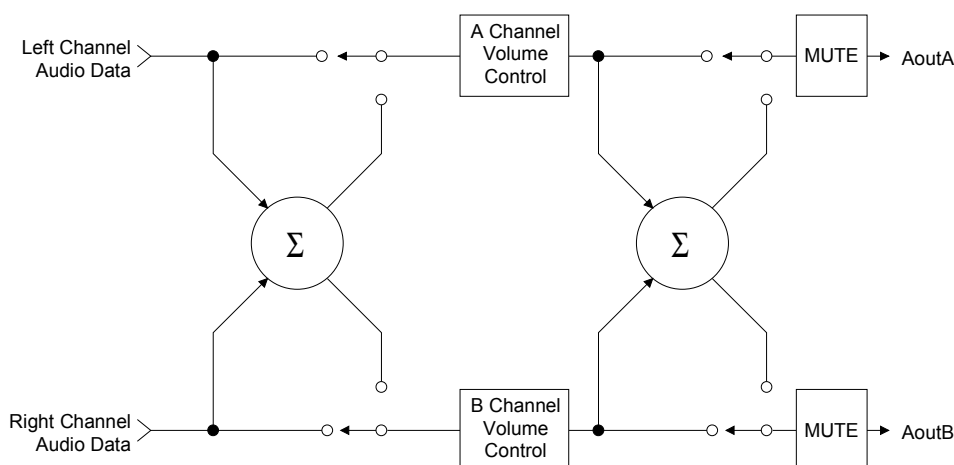 Left Channel
Audio Data
A Channel
Volume
Control
MUTE
AoutA
Σ
Σ
Right Channel
Audio Data
B Channel
Volume
Control
MUTE
AoutB